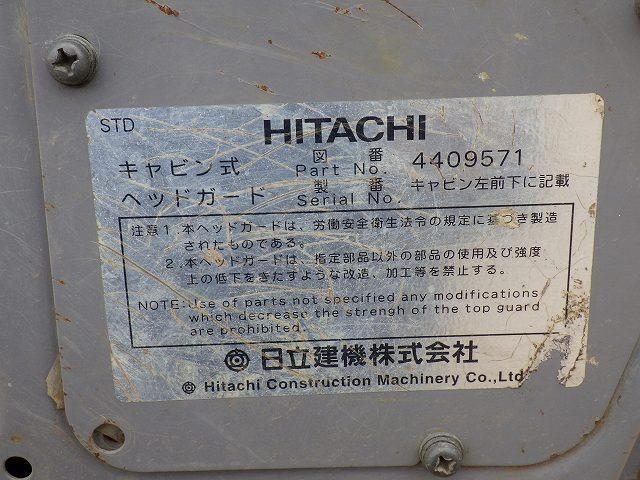 STD
HITACHI
キャビン式 図番 Part No. 4409571
ヘッドガード 製番 Serial No. キャビン左前下に記載
注意 1. 本ヘッドガードは、労働安全衛生法令の規定に基づき製造
されたものである。
2. 本ヘッドガードは、指定部品以外の部品の使用及び強度
上の低下をきたすような改造、加工等を禁止する。
NOTE: Use of parts not specified any modifications
which decrease the strengh of the top guard
are prohibited.
日立建機株式会社
Hitachi Construction Machinery Co.,Ltd